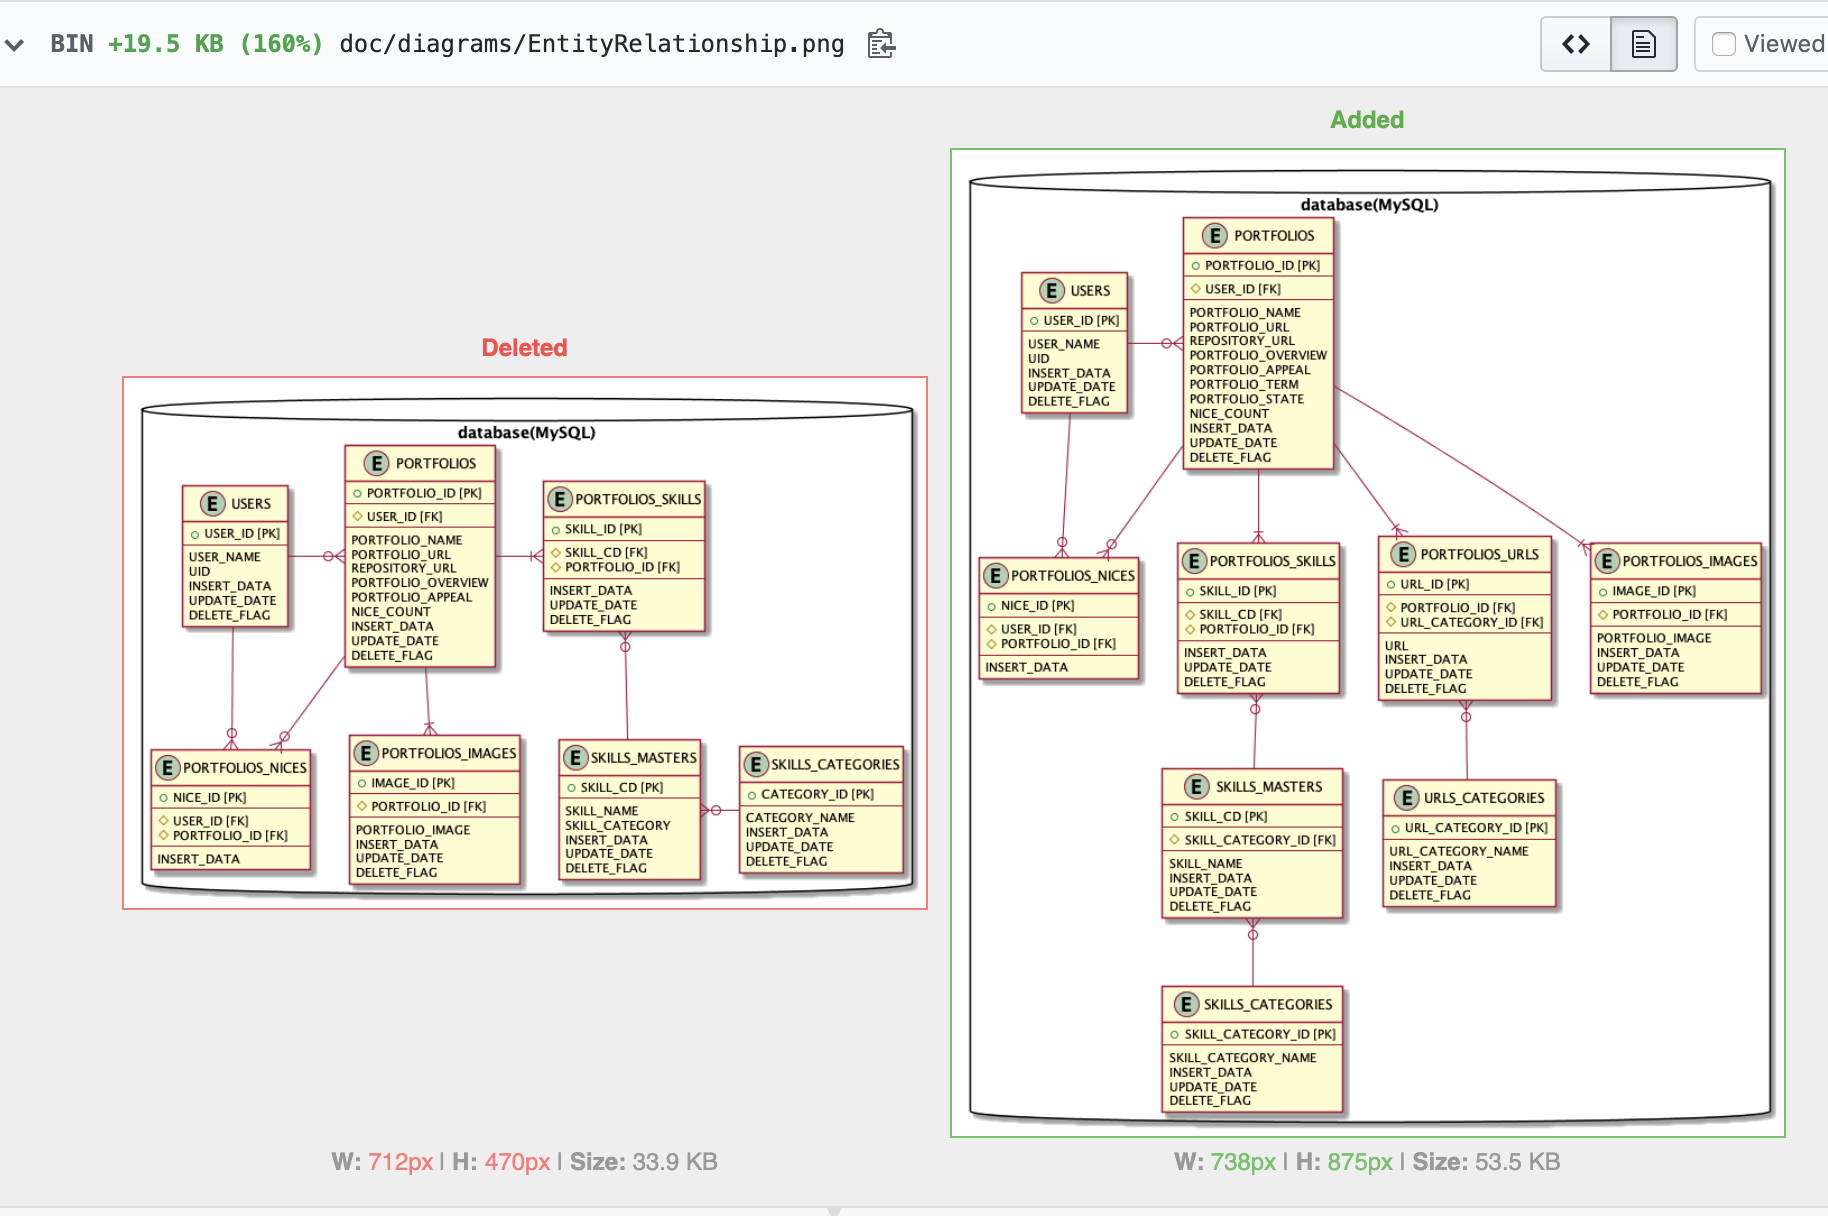 BIN +19.5 KB (160%) doc/diagrams/EntityRelationship.png
Viewed
Deleted
database(MySQL)
E USERS
USER_ID [PK]
USER_NAME
UID
INSERT_DATA
UPDATE_DATE
DELETE_FLAG
E PORTFOLIOS
PORTFOLIO_ID [PK]
USER_ID [FK]
PORTFOLIO_NAME
PORTFOLIO_URL
REPOSITORY_URL
PORTFOLIO_OVERVIEW
PORTFOLIO_APPEAL
NICE_COUNT
INSERT_DATA
UPDATE_DATE
DELETE_FLAG
E PORTFOLIOS_SKILLS
SKILL_ID [PK]
SKILL_CD [FK]
PORTFOLIO_ID [FK]
INSERT_DATA
UPDATE_DATE
DELETE_FLAG
E PORTFOLIOS_NICES
NICE_ID [PK]
USER_ID [FK]
PORTFOLIO_ID [FK]
INSERT_DATA
E PORTFOLIOS_IMAGES
IMAGE_ID [PK]
PORTFOLIO_ID [FK]
PORTFOLIO_IMAGE
INSERT_DATA
UPDATE_DATE
DELETE_FLAG
E SKILLS_MASTERS
SKILL_CD [PK]
SKILL_NAME
SKILL_CATEGORY
INSERT_DATA
UPDATE_DATE
DELETE_FLAG
E SKILLS_CATEGORIES
CATEGORY_ID [PK]
CATEGORY_NAME
INSERT_DATA
UPDATE_DATE
DELETE_FLAG
W: 712px | H: 470px | Size: 33.9 KB
Added
database(MySQL)
E PORTFOLIOS
PORTFOLIO_ID [PK]
USER_ID [FK]
PORTFOLIO_NAME
PORTFOLIO_URL
REPOSITORY_URL
PORTFOLIO_OVERVIEW
PORTFOLIO_APPEAL
PORTFOLIO_TERM
PORTFOLIO_STATE
NICE_COUNT
INSERT_DATA
UPDATE_DATE
DELETE_FLAG
E USERS
USER_ID [PK]
USER_NAME
UID
INSERT_DATA
UPDATE_DATE
DELETE_FLAG
E PORTFOLIOS_NICES
NICE_ID [PK]
USER_ID [FK]
PORTFOLIO_ID [FK]
INSERT_DATA
E PORTFOLIOS_SKILLS
SKILL_ID [PK]
SKILL_CD [FK]
PORTFOLIO_ID [FK]
INSERT_DATA
UPDATE_DATE
DELETE_FLAG
E PORTFOLIOS_URLS
URL_ID [PK]
PORTFOLIO_ID [FK]
URL_CATEGORY_ID [FK]
URL
INSERT_DATA
UPDATE_DATE
DELETE_FLAG
E PORTFOLIOS_IMAGES
IMAGE_ID [PK]
PORTFOLIO_ID [FK]
PORTFOLIO_IMAGE
INSERT_DATA
UPDATE_DATE
DELETE_FLAG
E SKILLS_MASTERS
SKILL_CD [PK]
SKILL_CATEGORY_ID [FK]
SKILL_NAME
INSERT_DATA
UPDATE_DATE
DELETE_FLAG
E URLS_CATEGORIES
URL_CATEGORY_ID [PK]
URL_CATEGORY_NAME
INSERT_DATA
UPDATE_DATE
DELETE_FLAG
E SKILLS_CATEGORIES
SKILL_CATEGORY_ID [PK]
SKILL_CATEGORY_NAME
INSERT_DATA
UPDATE_DATE
DELETE_FLAG
W: 738px | H: 875px | Size: 53.5 KB